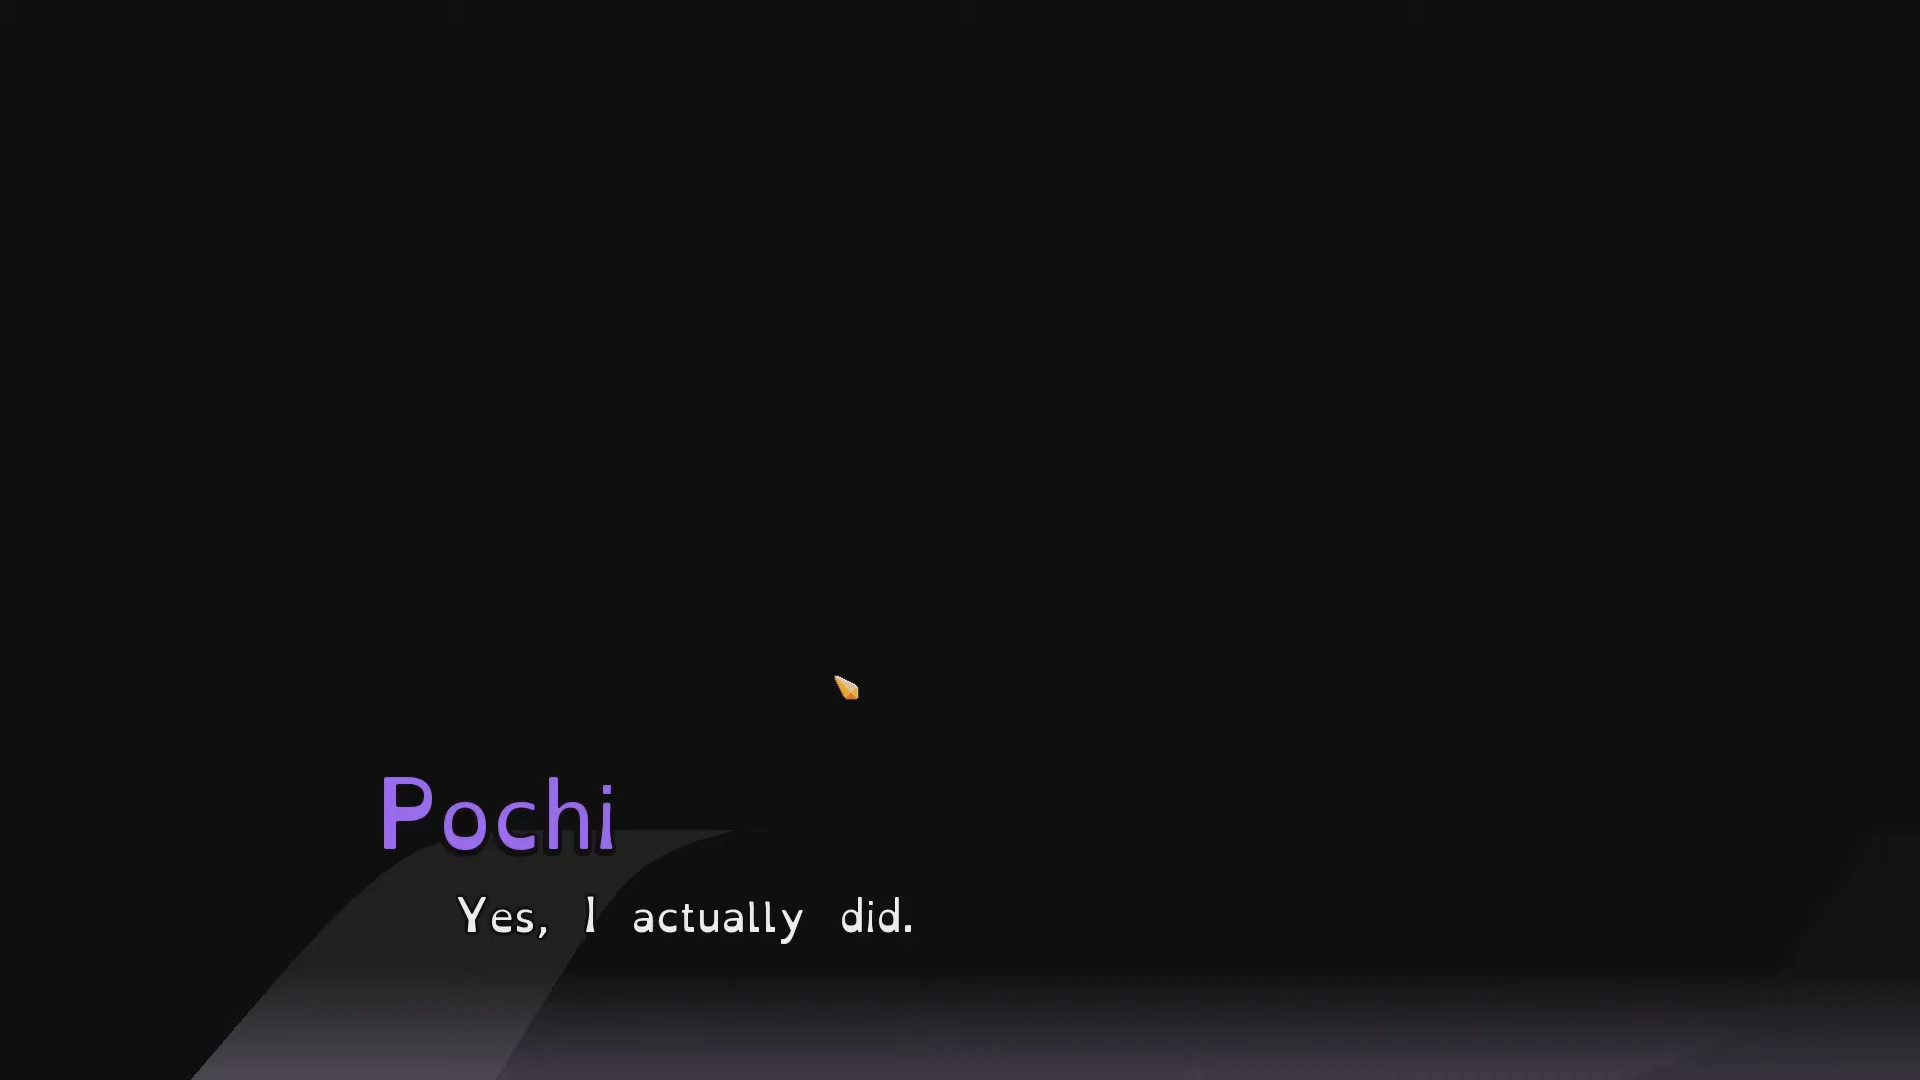 Pochi
Yes, I actually did.